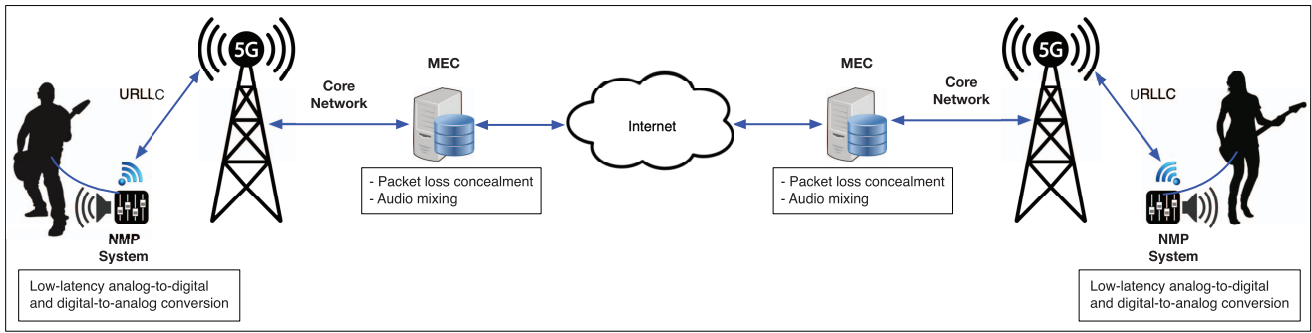 5G
URLLC
Core
Network
MEC
- Packet loss concealment
- Audio mixing
NMP
System
Low-latency analog-to-digital
and digital-to-analog conversion
Internet
MEC
- Packet loss concealment
- Audio mixing
Core
Network
5G
URLLC
NMP
System
Low-latency analog-to-digital
and digital-to-analog conversion